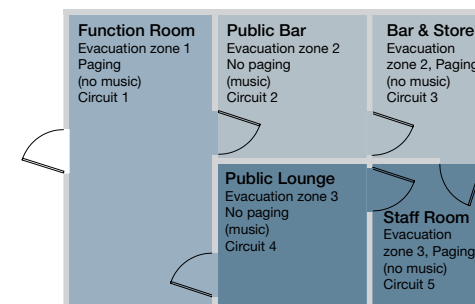 Function Room
Evacuation zone 1
Paging
(no music)
Circuit 1
Public Bar
Evacuation zone 2
No paging
(music)
Circuit 2
Bar & Store
Evacuation
zone 2, Paging
(no music)
Circuit 3
Public Lounge
Evacuation zone 3
No paging
(music)
Circuit 4
Staff Room
Evacuation
zone 3, Paging
(no music)
Circuit 5